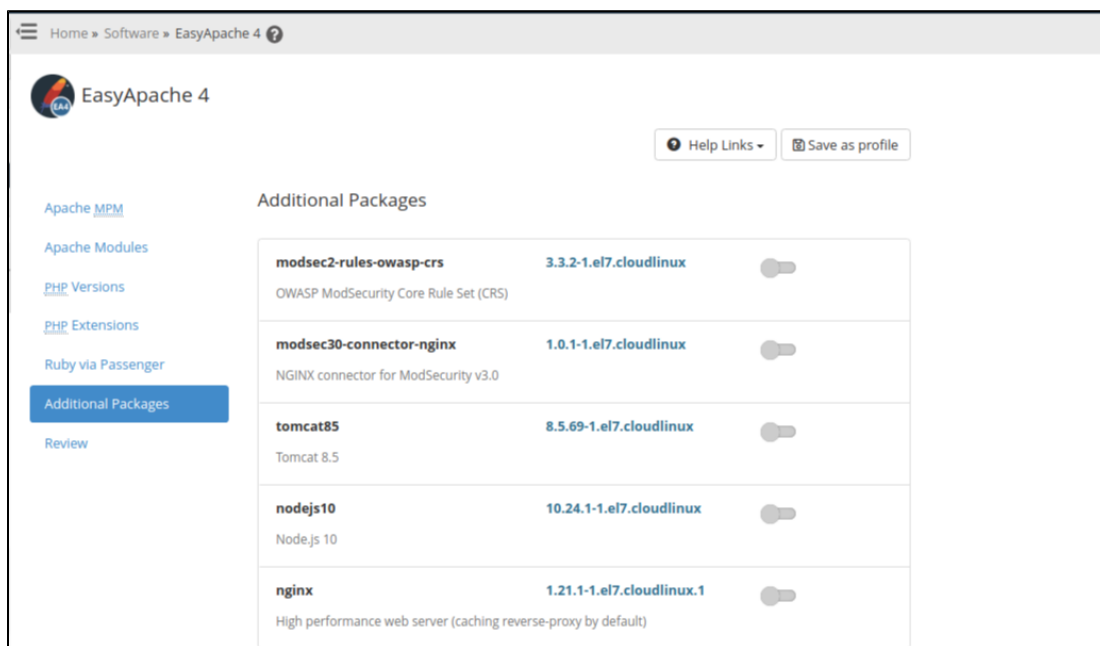 Home » Software » EasyApache 4
EA4
EasyApache 4
Help Links
Save as profile
Apache MPM
Apache Modules
PHP Versions
PHP Extensions
Ruby via Passenger
Additional Packages
Review
Additional Packages
modsec2-rules-owasp-crs 3.3.2-1.el7.cloudlinux
OWASP ModSecurity Core Rule Set (CRS)
modsec30-connector-nginx 1.0.1-1.el7.cloudlinux
NGINX connector for ModSecurity v3.0
tomcat85 8.5.69-1.el7.cloudlinux
Tomcat 8.5
nodejs10 10.24.1-1.el7.cloudlinux
Node.js 10
nginx 1.21.1-1.el7.cloudlinux.1
High performance web server (caching reverse-proxy by default)